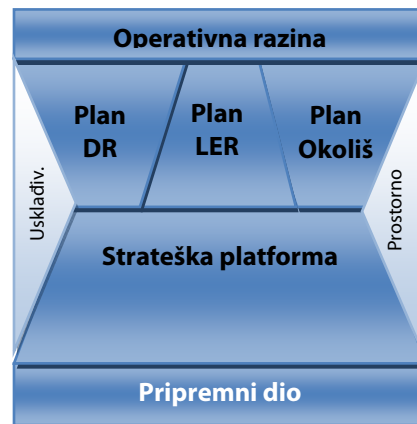 Operativna razina
Plan
DR
Plan
LER
Plan
Okoliš
Usklađiv.
Prostorno
Strateška platforma
Pripremni dio